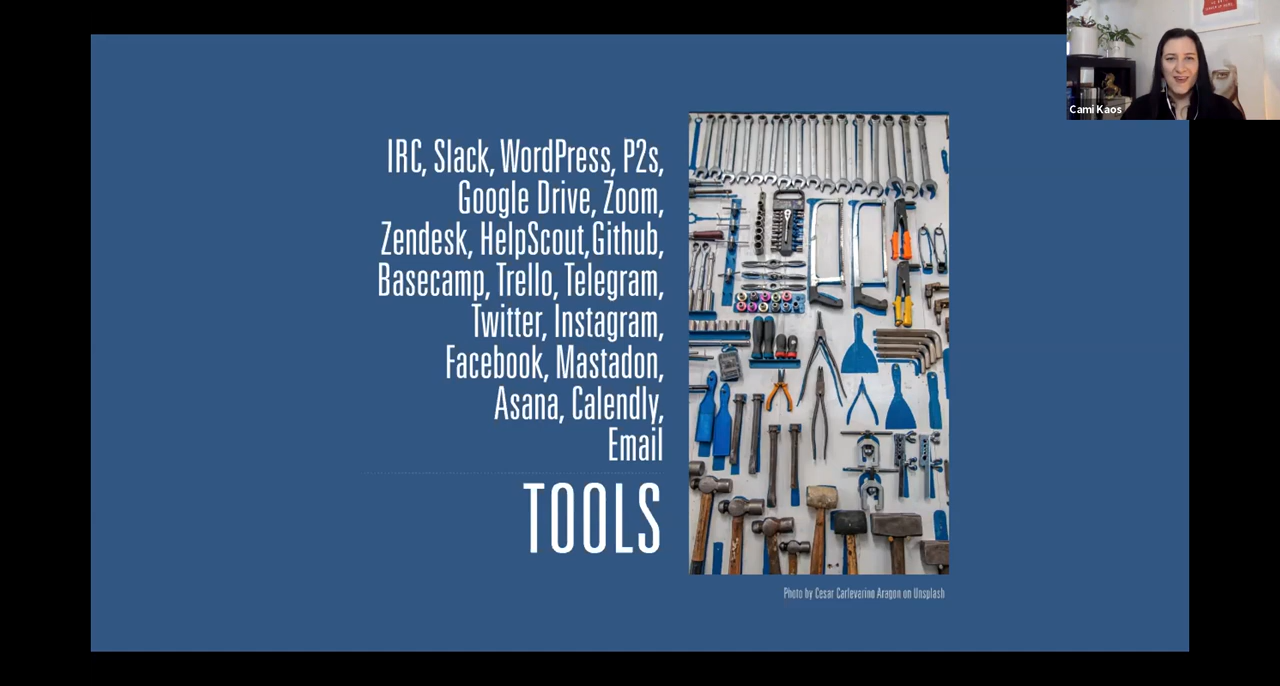 IRC, Slack, WordPress, P2s,
Google Drive, Zoom,
Zendesk, HelpScout,Github,
Basecamp, Trello, Telegram,
Twitter, Instagram,
Facebook, Mastadon,
Asana, Calendly,
Email
TOOLS
Photo by Cesar Carlevarino Aragon on Unsplash
Cami Kaos